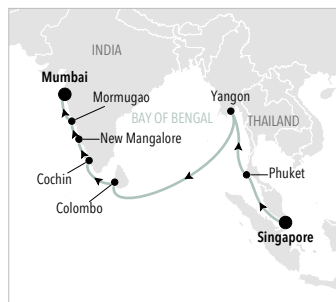 INDIA
Mumbai
Mormugao
Yangon
BAY OF BENGAL
THAILAND
New Mangalore
Cochin
Phuket
Colombo
Singapore